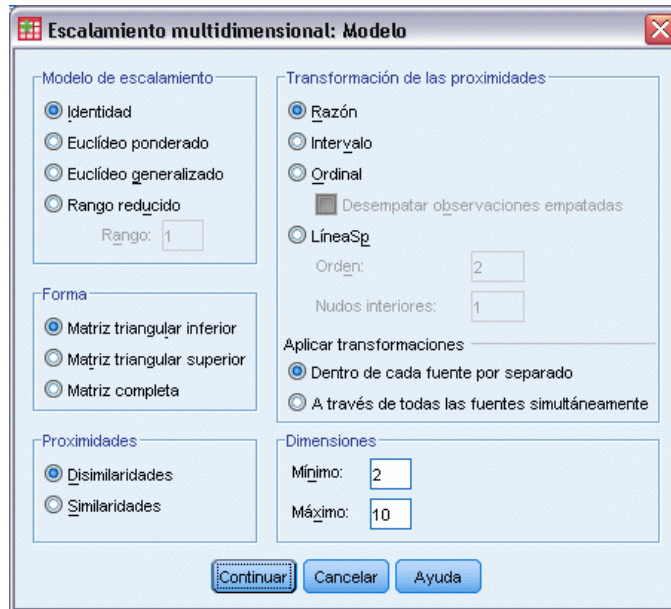 Escalamiento multidimensional: Modelo
Modelo de escalamiento
Identidad
Euclídeo ponderado
Euclídeo generalizado
Rango reducido
Rango: 1
Forma
Matriz triangular inferior
Matriz triangular superior
Matriz completa
Proximidades
Disimilaridades
Similaridades
Transformación de las proximidades
Razón
Intervalo
Ordinal
Desempatar observaciones empatadas
LíneaSp
Orden: 2
Nudos interiores: 1
Aplicar transformaciones
Dentro de cada fuente por separado
A través de todas las fuentes simultáneamente
Dimensiones
Mínimo: 2
Máximo: 10
Continuar Cancelar Ayuda